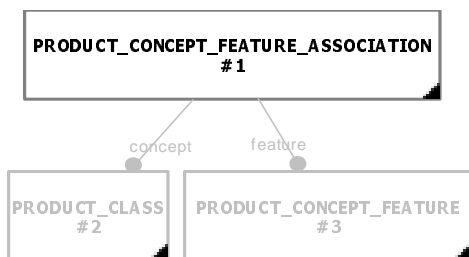 PRODUCT_CONCEPT_FEATURE_ASSOCIATION
#1
concept
feature
PRODUCT_CLASS
#2
PRODUCT_CONCEPT_FEATURE
#3